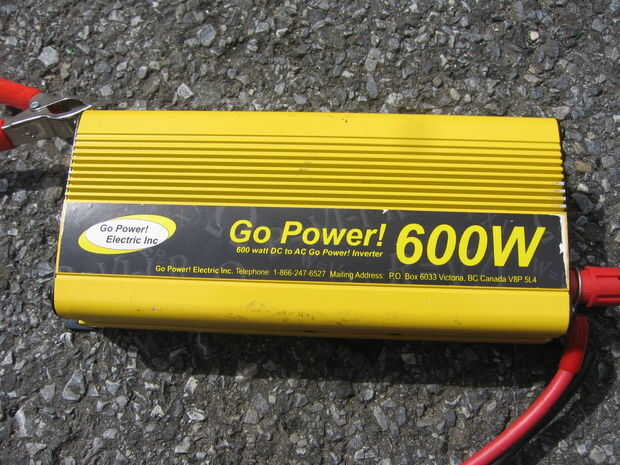 Go Power!
Electric Inc
Go Power!
600W
600 watt DC to AC Go Power! Inverter
Go Power! Electric Inc. Telephone 1-866-247-6527 Mailing Address: P.O. Box 6033 Victoria, BC Canada V8P 5L4